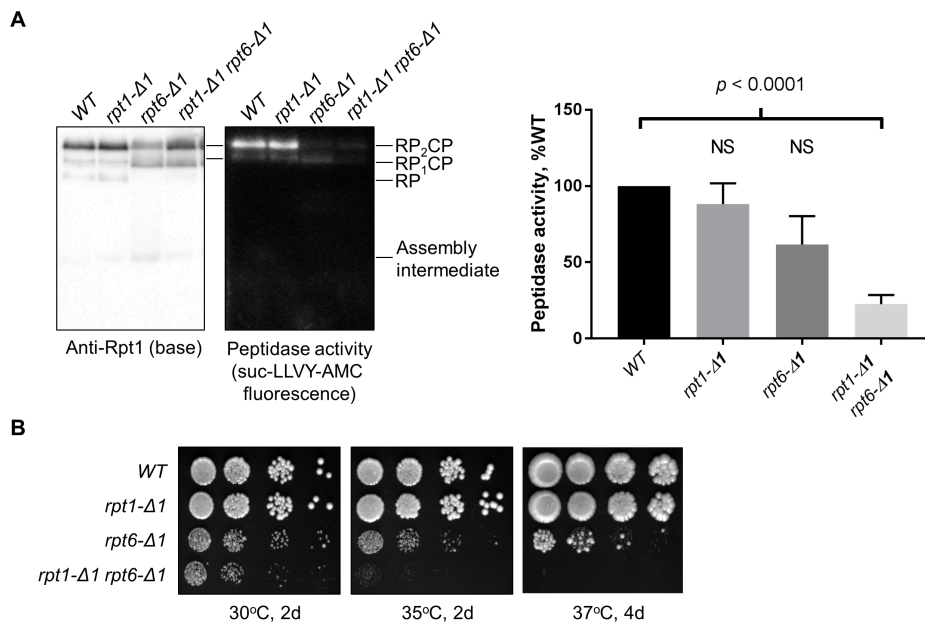 A
WT
rpt1-Δ1
rpt6-Δ1
rpt1-Δ1 rpt6-Δ1
WT
rpt1-Δ1
rpt6-Δ1
rpt1-Δ1 rpt6-Δ1
RP2CP
RP1CP
RP
Assembly
intermediate
Anti-Rpt1 (base)
Peptidase activity
(suc-LLVY-AMC
fluorescence)
p < 0.0001
NS
NS
Peptidase activity, %WT
150
100
50
0
WT
rpt1-Δ1
rpt6-Δ1
rpt1-Δ1
rpt6-Δ1
B
WT
rpt1-Δ1
rpt6-Δ1
rpt1-Δ1 rpt6-Δ1
30°C, 2d
35°C, 2d
37°C, 4d